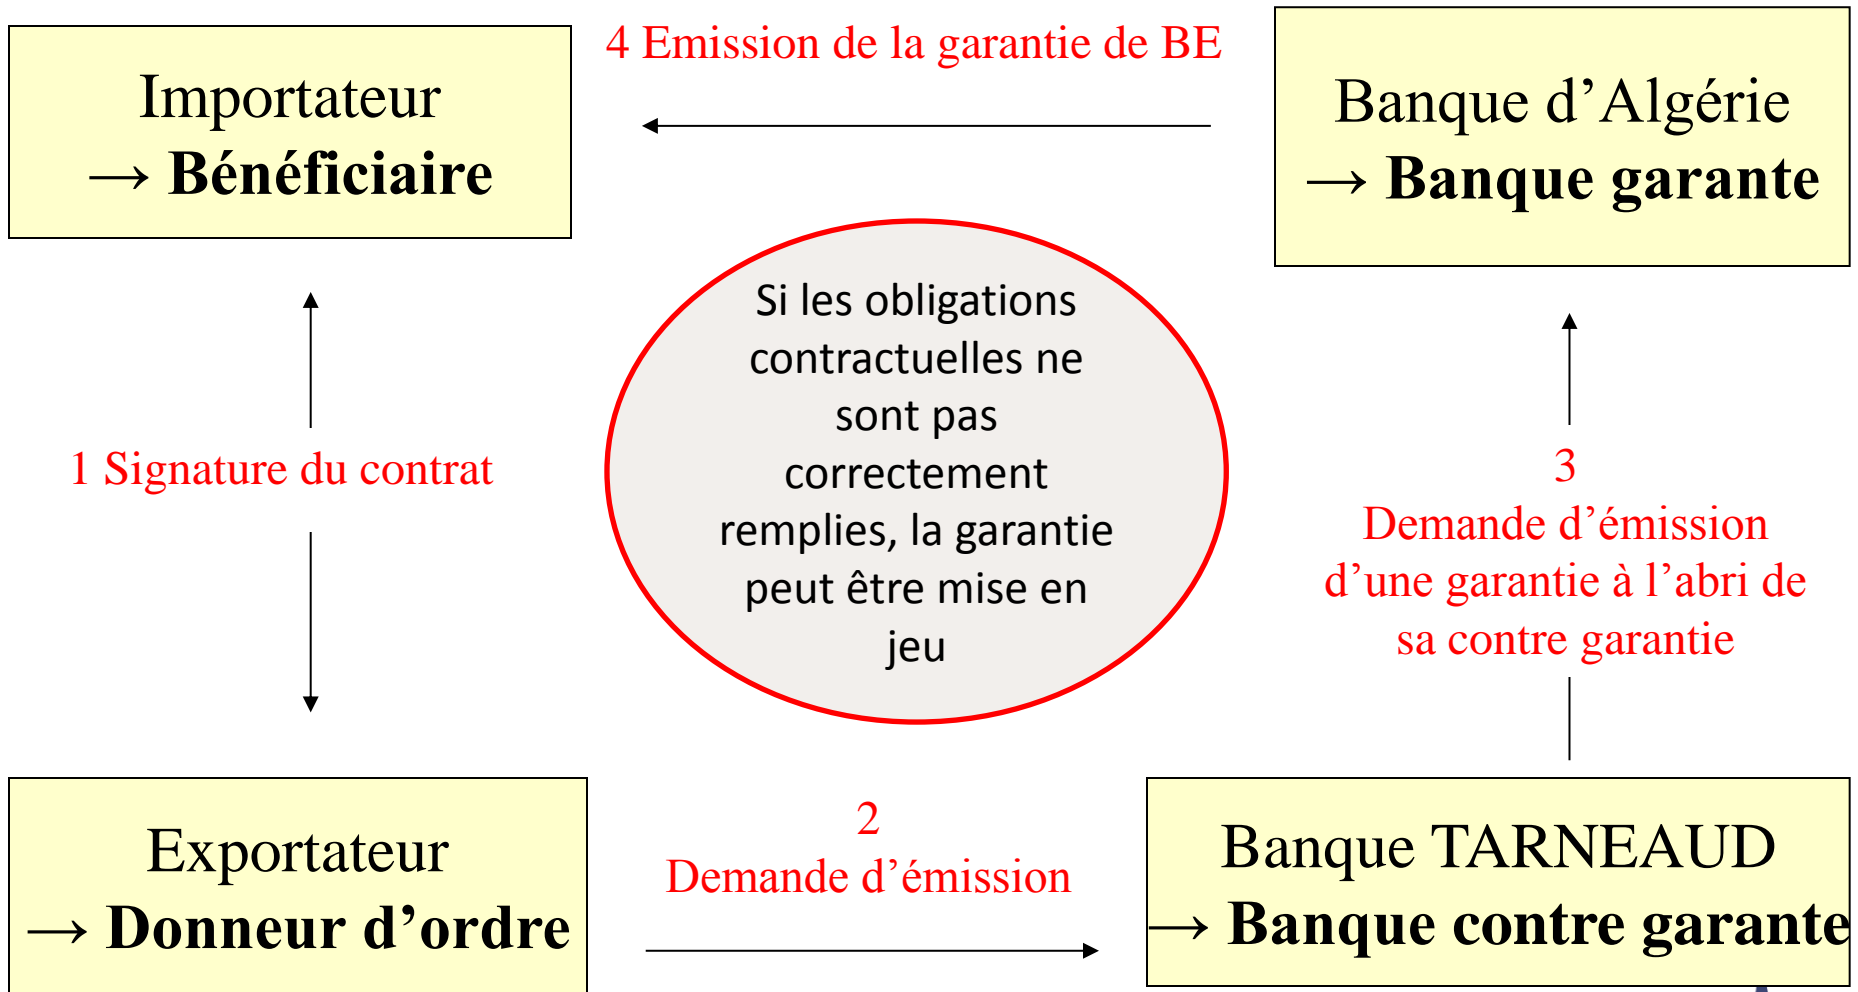 4 Emission de la garantie de BE
Importateur
→ Bénéficiaire
Banque d’Algérie
→ Banque garante
Si les obligations
contractuelles ne
sont pas
correctement
remplies, la garantie
peut être mise en
jeu
1 Signature du contrat
3
Demande d’émission
d’une garantie à l’abri de
sa contre garantie
Exportateur
→ Donneur d’ordre
2
Demande d’émission
Banque TARNEAUD
→ Banque contre garante